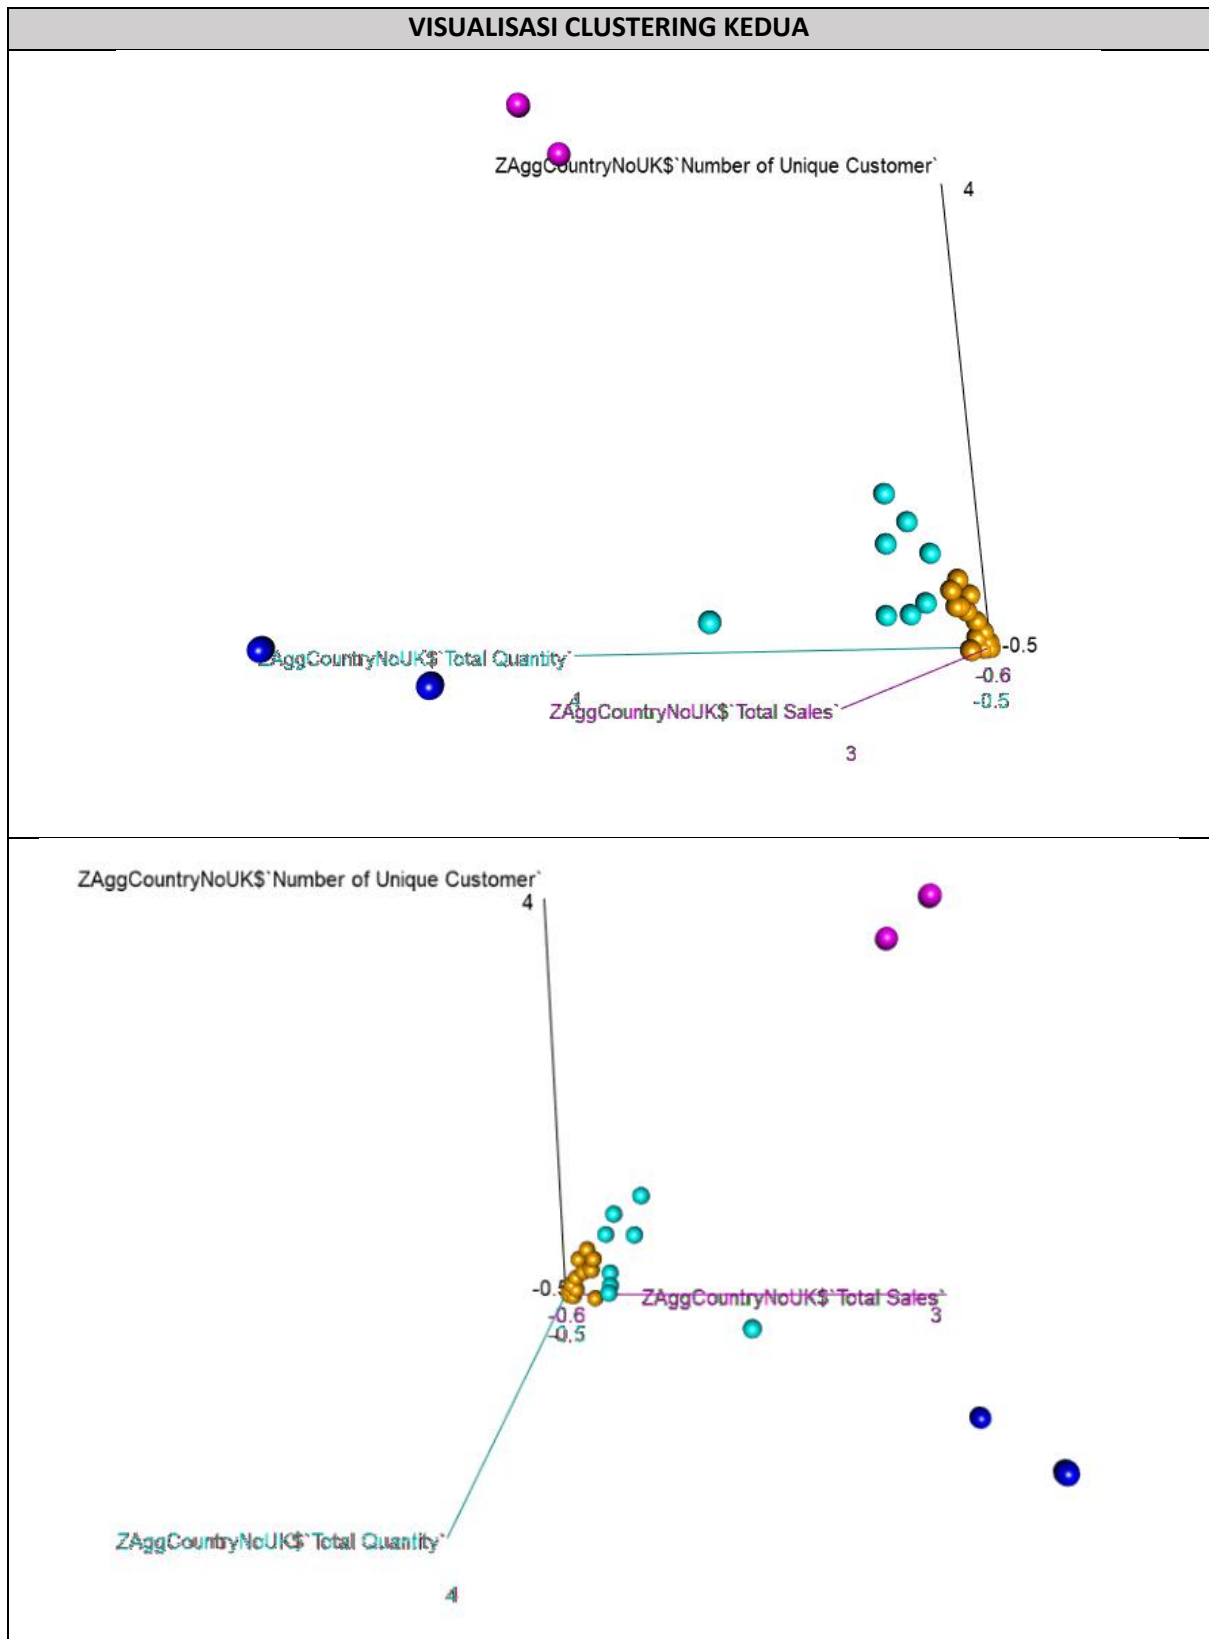 VISUALISASI CLUSTERING KEDUA
ZAggCountryNoUK$`Number of Unique Customer`
4
-0.5
ZAggCountryNoUK$`Total Quantity`
-0.6
4
-0.5
ZAggCountryNoUK$`Total Sales`
3
ZAggCountryNoUK$`Number of Unique Customer`
4
-0.5
ZAggCountryNoUK$`Total Sales`
-0.6
3
-0.5
ZAggCountryNoUK$`Total Quantity`
4